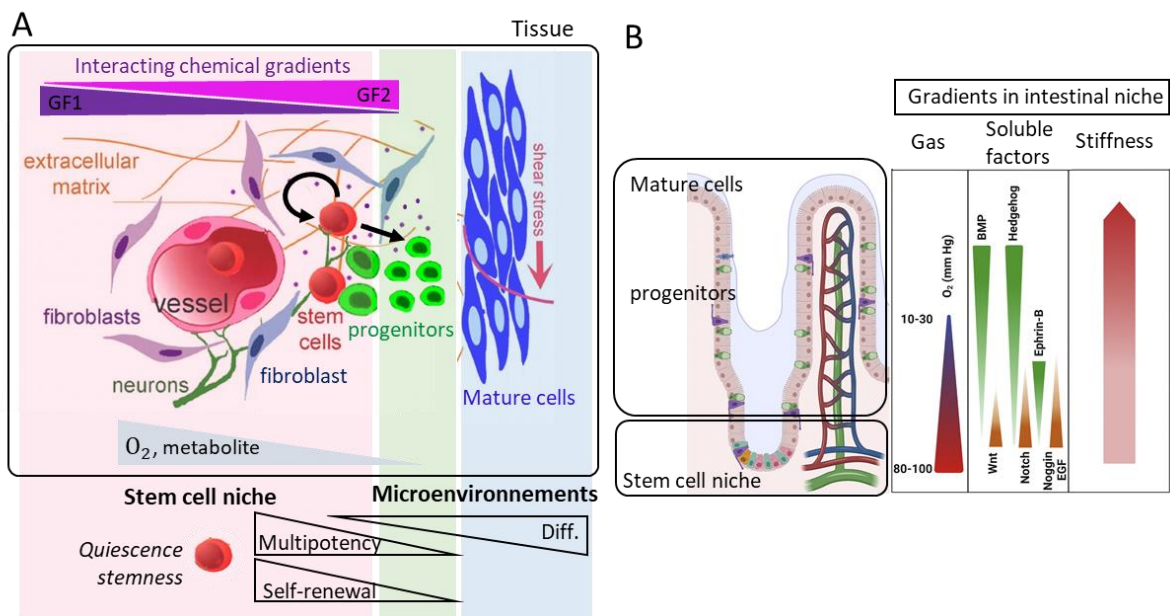 A
Tissue
Interacting chemical gradients
GF1
GF2
extracellular
matrix
shear stress
vessel
fibroblasts
stem
cells
progenitors
neurons
fibroblast
Mature cells
O₂, metabolite
Stem cell niche
Microenvironnements
Diff.
Quiescence
stemness
Multipotency
Self-renewal
B
Gradients in intestinal niche
Gas
Soluble
factors
Stiffness
Mature cells
progenitors
Stem cell niche
O₂ (mm Hg)
10-30
80-100
BMP
Hedgehog
Ephrin-B
Wnt
Notch
Noggin
EGF